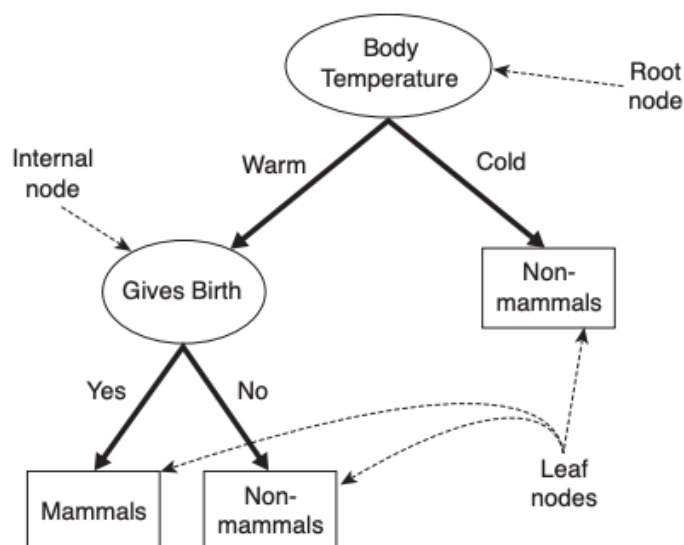 Body
Temperature
Root
node
Internal
node
Warm
Cold
Gives Birth
Non-
mammals
Yes
No
Mammals
Non-
mammals
Leaf
nodes